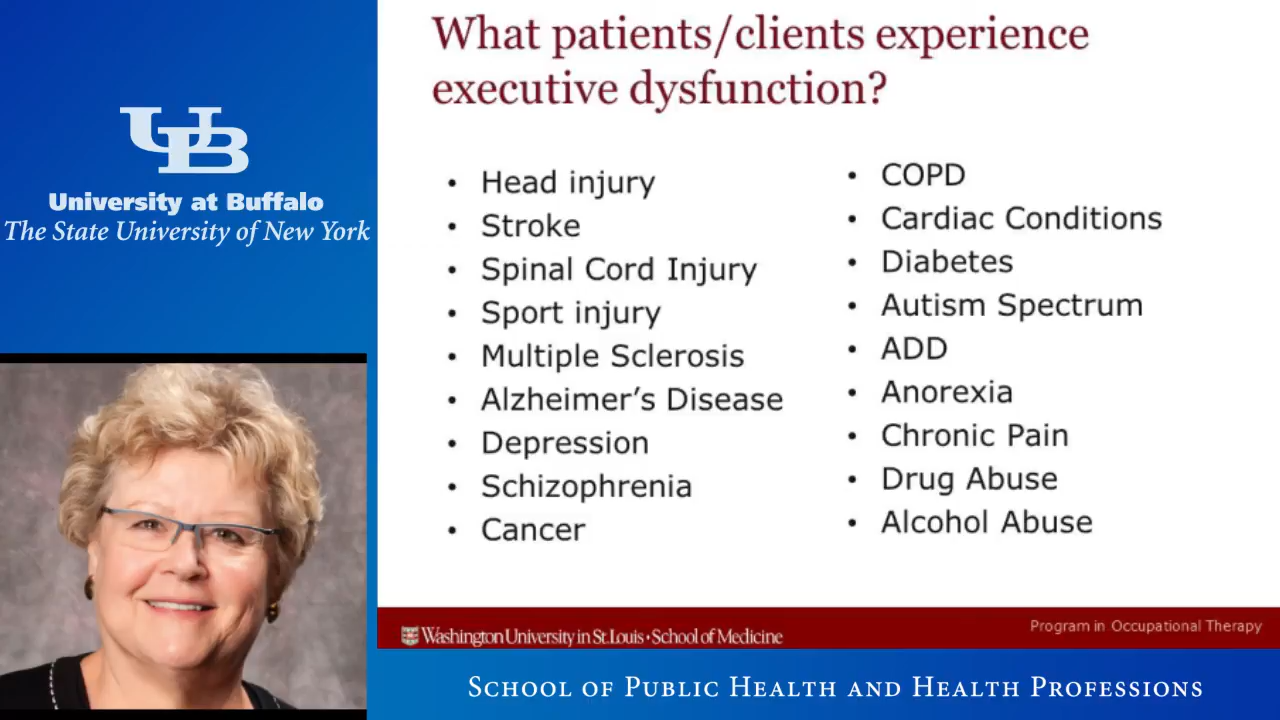 UB
University at Buffalo
The State University of New York
What patients/clients experience
executive dysfunction?
• Head injury
• Stroke
• Spinal Cord Injury
• Sport injury
• Multiple Sclerosis
• Alzheimer’s Disease
• Depression
• Schizophrenia
• Cancer
• COPD
• Cardiac Conditions
• Diabetes
• Autism Spectrum
• ADD
• Anorexia
• Chronic Pain
• Drug Abuse
• Alcohol Abuse
Washington University in St. Louis • School of Medicine
Program in Occupational Therapy
School of Public Health and Health Professions